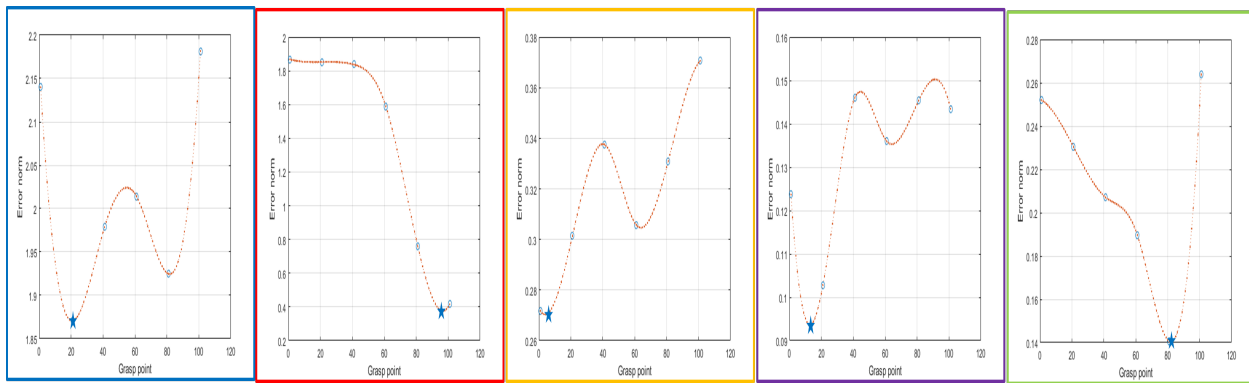 2.2
2.15
2.1
2.05
2
1.95
1.9
1.85
0 20 40 60 80 100 120
Error norm
Grasp point
2
1.8
1.6
1.4
1.2
1
0.8
0.6
0.4
0.2
0 20 40 60 80 100 120
Error norm
Grasp point
0.38
0.36
0.34
0.32
0.3
0.28
0.26
0 20 40 60 80 100 120
Error norm
Grasp point
0.16
0.15
0.14
0.13
0.12
0.11
0.1
0.09
0 20 40 60 80 100 120
Error norm
Grasp point
0.28
0.26
0.24
0.22
0.2
0.18
0.16
0.14
0 20 40 60 80 100 120
Error norm
Grasp point